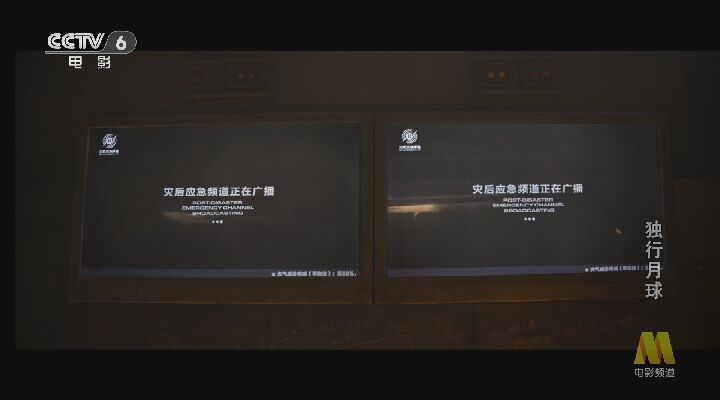 CCTV 6
电影
灾后应急频道正在广播
POST-DISASTER
EMERGENCY CHANNEL
BROADCASTING
灾后应急频道正在广播
POST-DISASTER
EMERGENCY CHANNEL
BROADCASTING
独行月球
电影频道